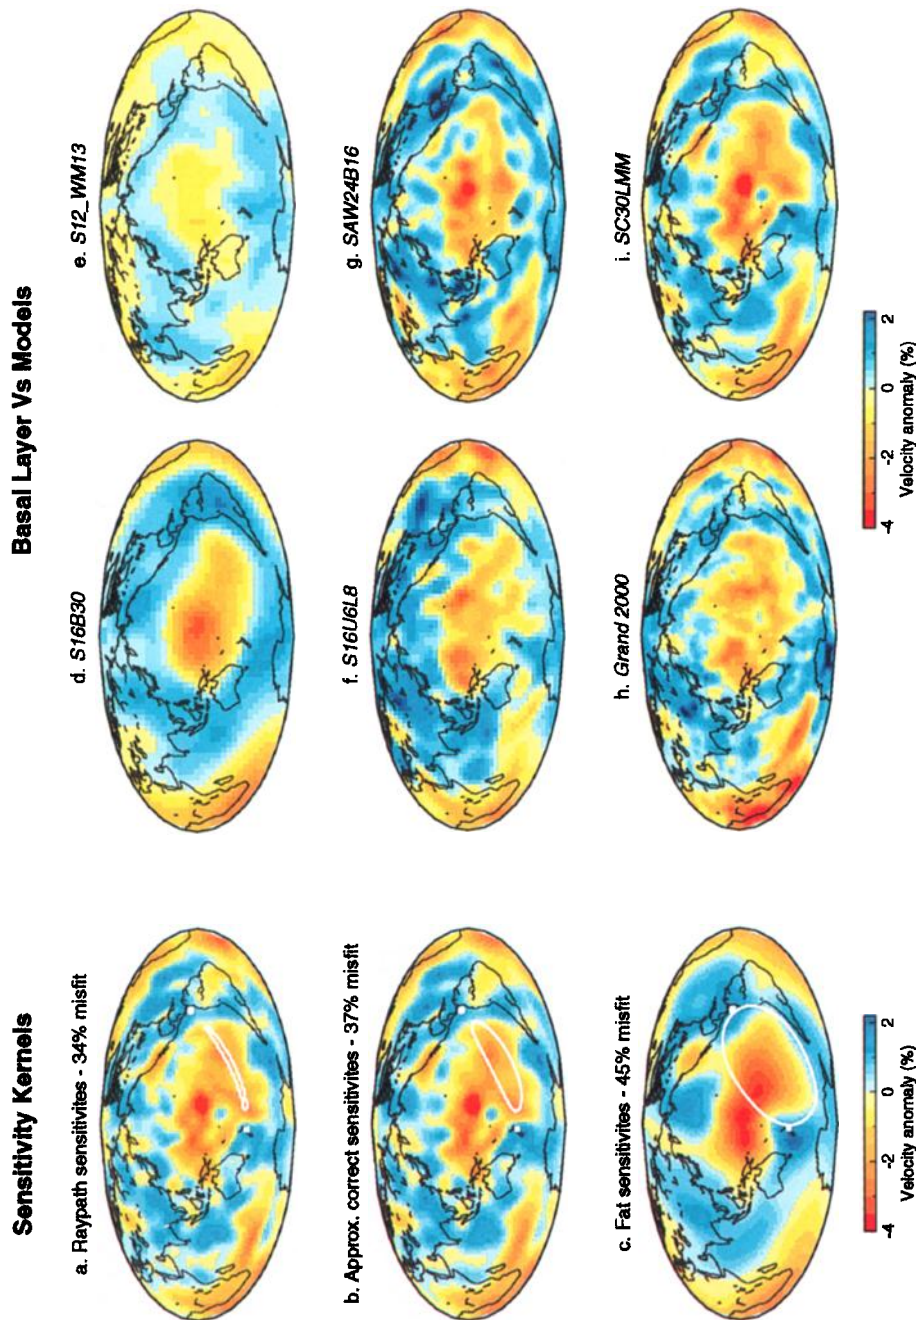 Sensitivity Kernels
a. Raypath sensitivites - 34% misfit
b. Approx. correct sensitivites - 37% misfit
c. Fat sensitivites - 45% misfit
-4 -2 0 2
Velocity anomaly (%)
Basal Layer Vs Models
d. S16B30
e. S12_WM13
f. S16U6L8
g. SAW24B16
h. Grand 2000
i. SC30LMM
-4 -2 0 2
Velocity anomaly (%)